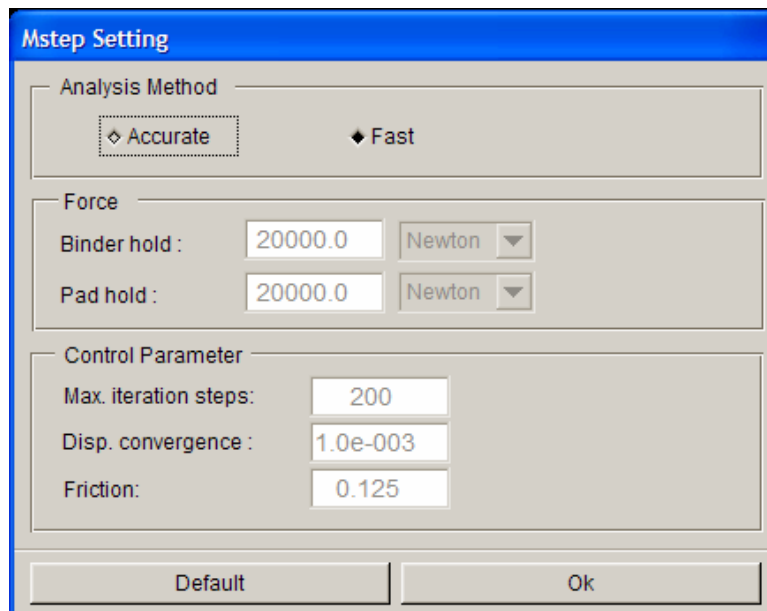 Mstep Setting
Analysis Method
Accurate Fast
Force
Binder hold : 20000.0 Newton
Pad hold : 20000.0 Newton
Control Parameter
Max. iteration steps: 200
Disp. convergence : 1.0e-003
Friction: 0.125
Default Ok